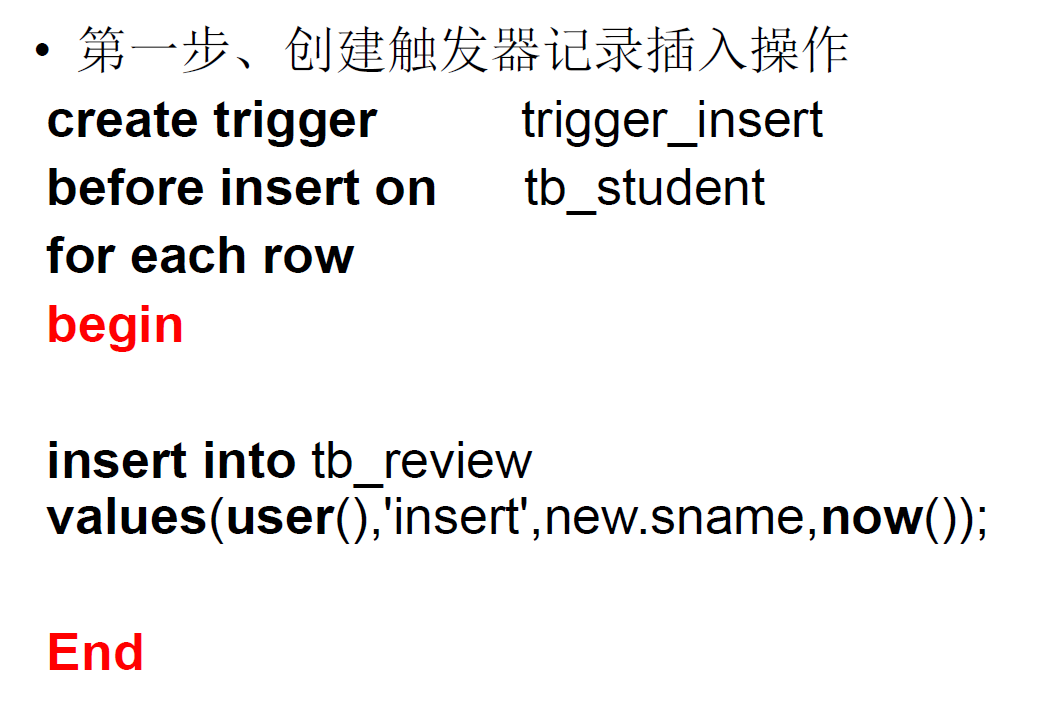 • 第一步、创建触发器记录插入操作
create trigger trigger_insert
before insert on tb_student
for each row
begin
insert into tb_review
values(user(),'insert',new.sname,now());
End